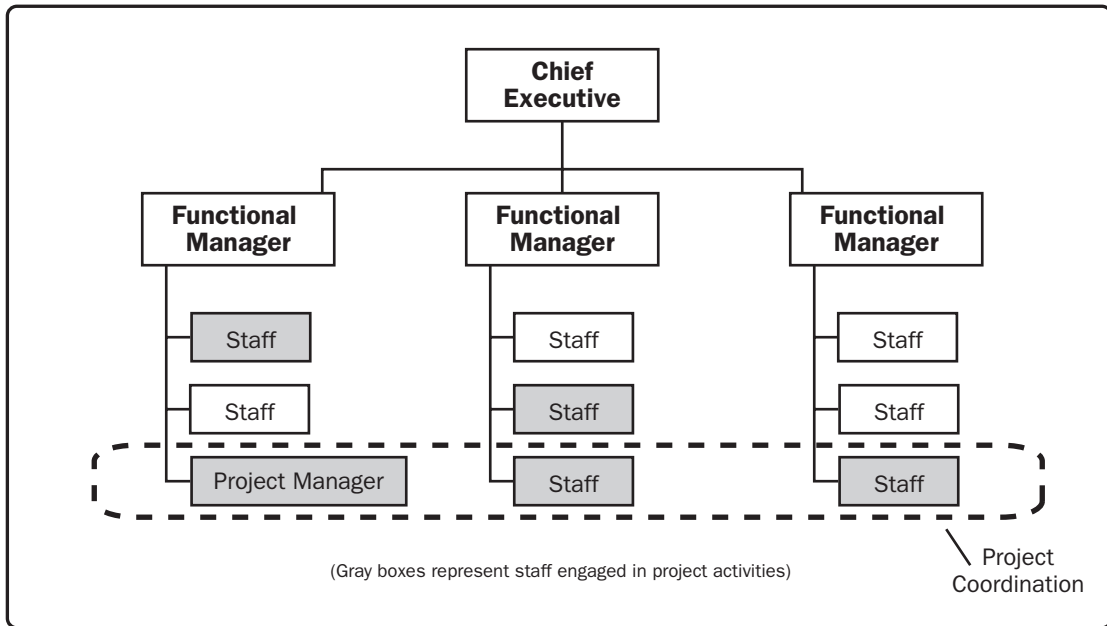 Chief
Executive
Functional
Manager
Functional
Manager
Functional
Manager
Staff
Staff
Staff
Staff
Staff
Staff
Project Manager
Staff
Staff
(Gray boxes represent staff engaged in project activities)
Project
Coordination